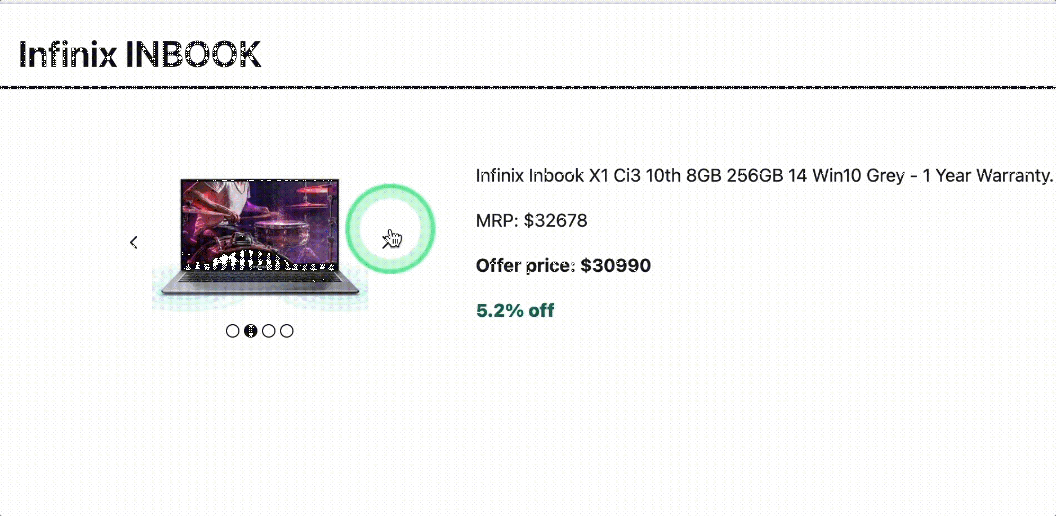 Infinix INBOOK
Infinix Inbook X1 Ci3 10th 8GB 256GB 14 Win10 Grey - 1 Year Warranty.
MRP: $32678
Offer price: $30990
5.2% off